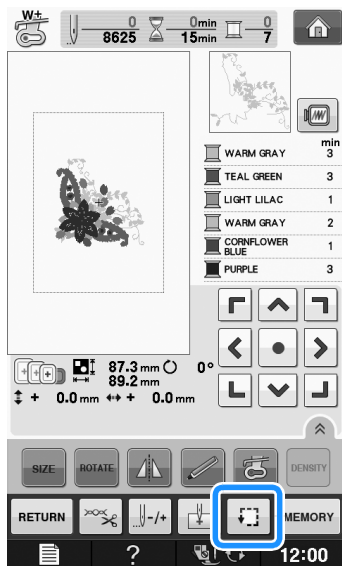 W+
0
8625
0min
15min
0
7
min
WARM GRAY 3
TEAL GREEN 3
LIGHT LILAC 1
WARM GRAY 2
CORNFLOWER
BLUE 1
PURPLE 3
87.3 mm 0°
89.2 mm
+ 0.0 mm + 0.0 mm
SIZE ROTATE DENSITY
RETURN -/+ MEMORY
? 12:00